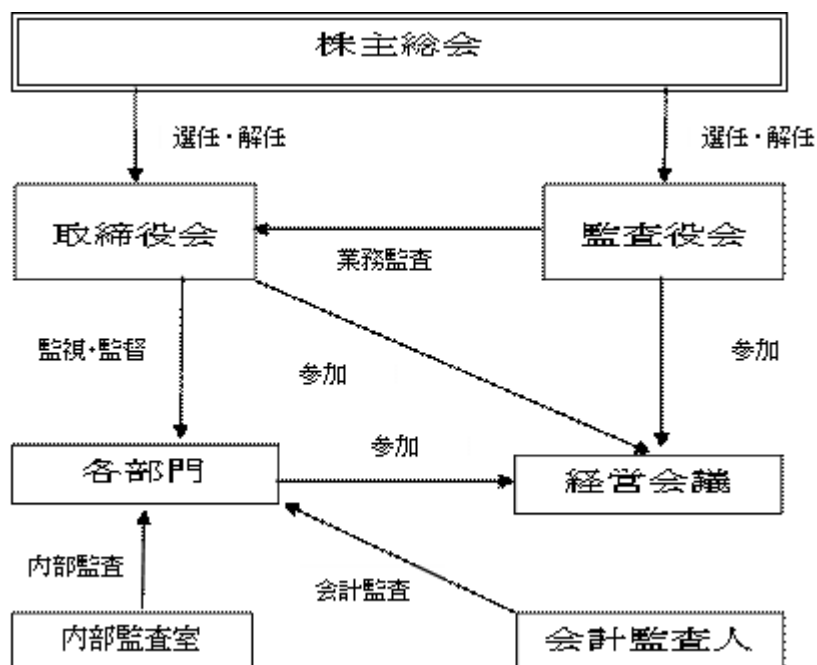 株主総会
選任・解任
選任・解任
取締役会
監査役会
業務監査
監視・監督
参加
参加
各部門
参加
経営会議
内部監査
会計監査
内部監査室
会計監査人